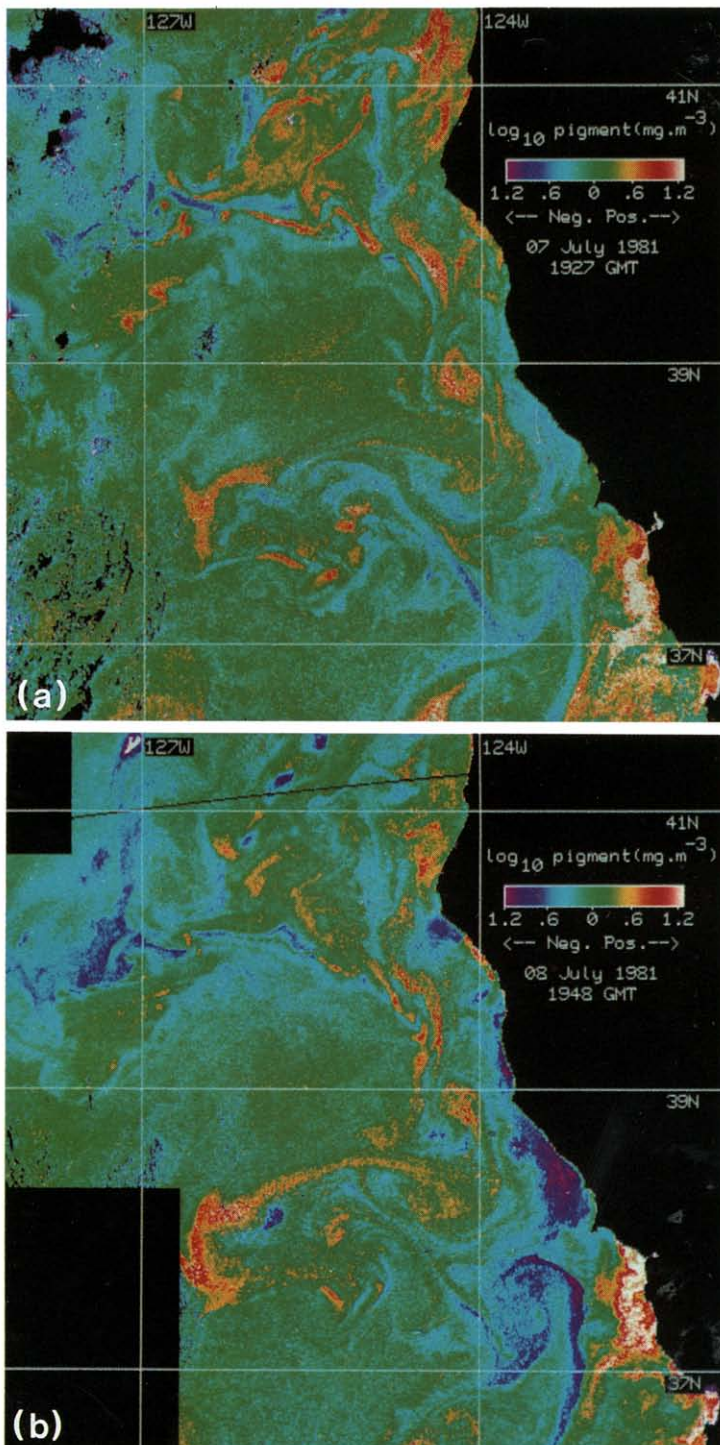 127W 124W
41N
log10 pigment(mg.m-3)
1.2 .6 0 .6 1.2
<-- Neg. Pos.-->
07 July 1981
1927 GMT
39N
37N
(a)
127W 124W
41N
log10 pigment(mg.m-3)
1.2 .6 0 .6 1.2
<-- Neg. Pos.-->
08 July 1981
1948 GMT
39N
37N
(b)